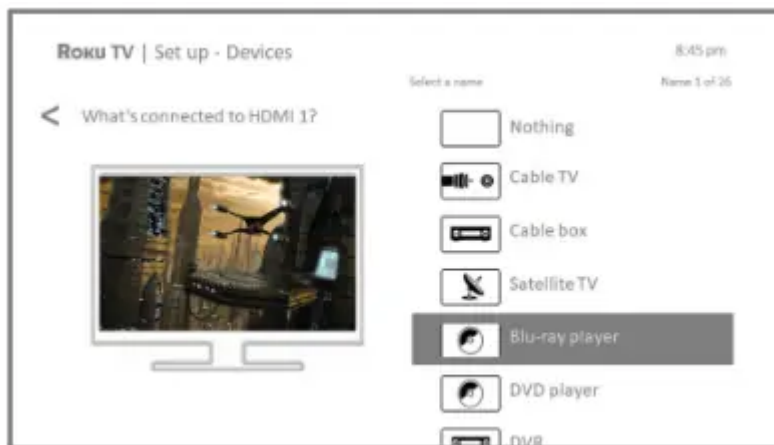 Roku TV | Set up - Devices
8:45 pm
Select a name
Name 1 of 26
< What's connected to HDMI 1?
Nothing
Cable TV
Cable box
Satellite TV
Blu-ray player
DVD player
DVR